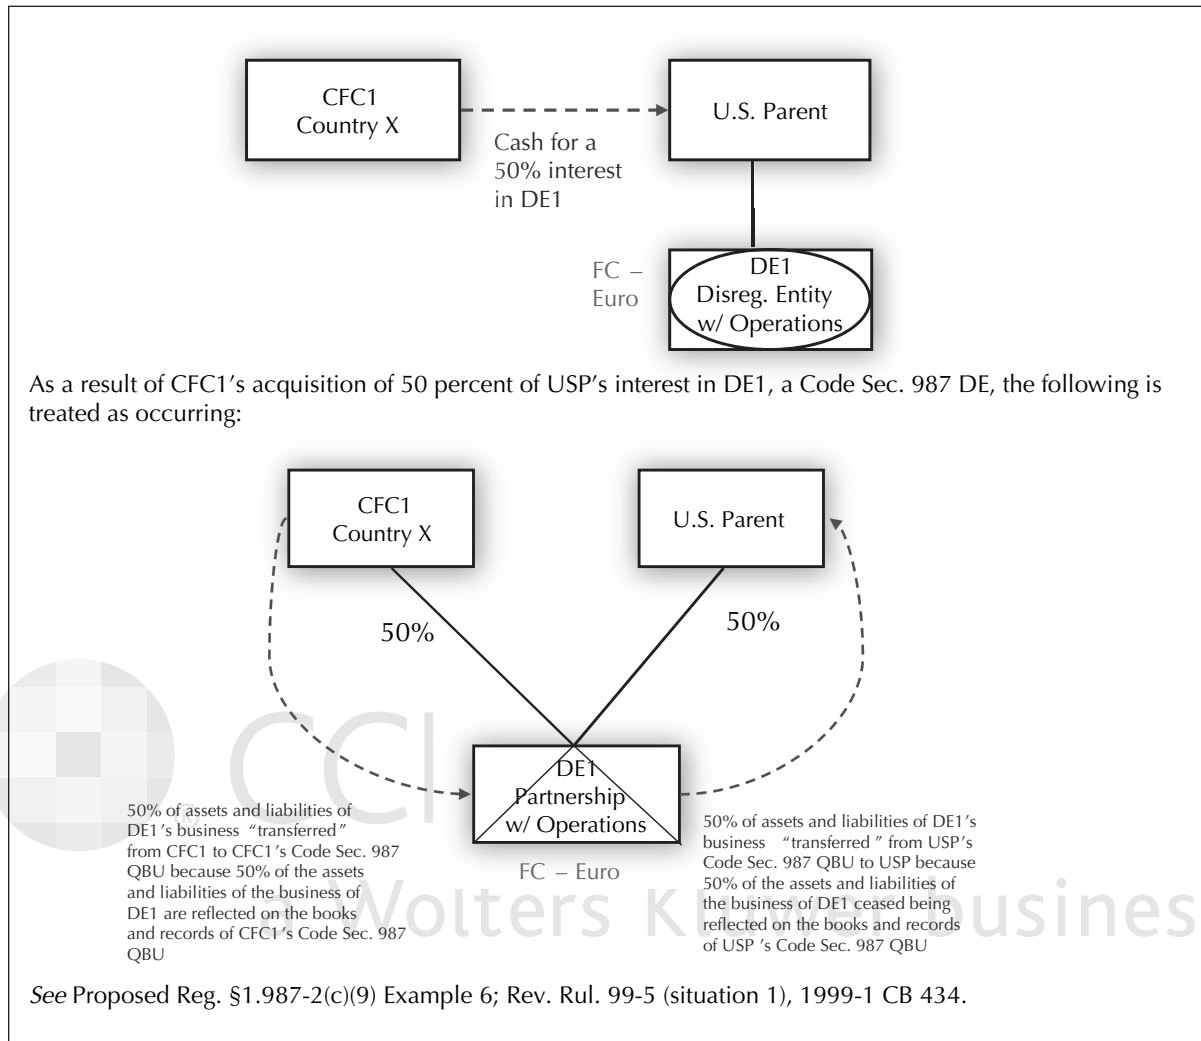 CFC1
Country X
U.S. Parent
Cash for a
50% interest
in DE1
FC –
Euro
DE1
Disreg. Entity
w/ Operations
As a result of CFC1's acquisition of 50 percent of USP's interest in DE1, a Code Sec. 987 DE, the following is
treated as occurring:
CFC1
Country X
U.S. Parent
50%
50%
DE1
Partnership
w/ Operations
FC – Euro
50% of assets and liabilities of
DE1's business "transferred"
from CFC1 to CFC1's Code Sec. 987
QBU because 50% of the assets
and liabilities of the business of
DE1 are reflected on the books
and records of CFC1's Code Sec. 987
QBU
50% of assets and liabilities of DE1's
business "transferred" from USP's
Code Sec. 987 QBU to USP because
50% of the assets and liabilities of
the business of DE1 ceased being
reflected on the books and records
of USP 's Code Sec. 987 QBU
CCI
®
a Wolters Kluwer busines
See Proposed Reg. §1.987-2(c)(9) Example 6; Rev. Rul. 99-5 (situation 1), 1999-1 CB 434.